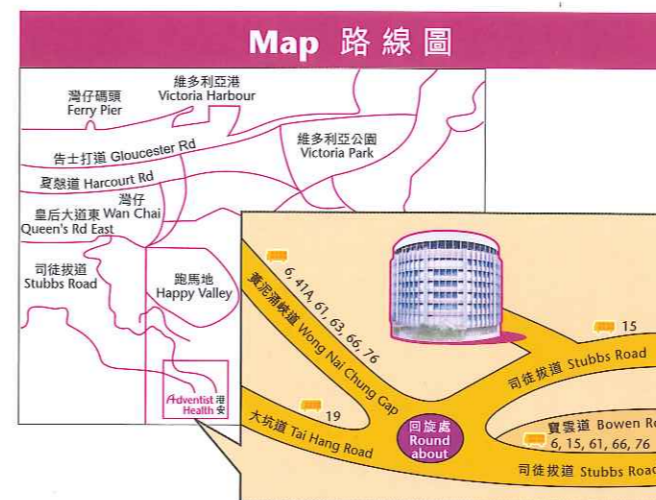 Map 路線圖
灣仔碼頭
Ferry Pier
維多利亞港
Victoria Harbour
告士打道 Gloucester Rd
維多利亞公園
Victoria Park
夏慤道 Harcourt Rd
灣仔
Wan Chai
皇后大道東
Queen's Rd East
司徒拔道
Stubbs Road
跑馬地
Happy Valley
Adventist 港
Health 安
6, 41A, 61, 63, 66, 76
黃泥涌峽道 Wong Nai Chung Gap
15
司徒拔道 Stubbs Road
19
大坑道 Tai Hang Road
回旋處
Round
about
寶雲道 Bowen
6, 15, 61, 66, 76
司徒拔道 Stubbs Road